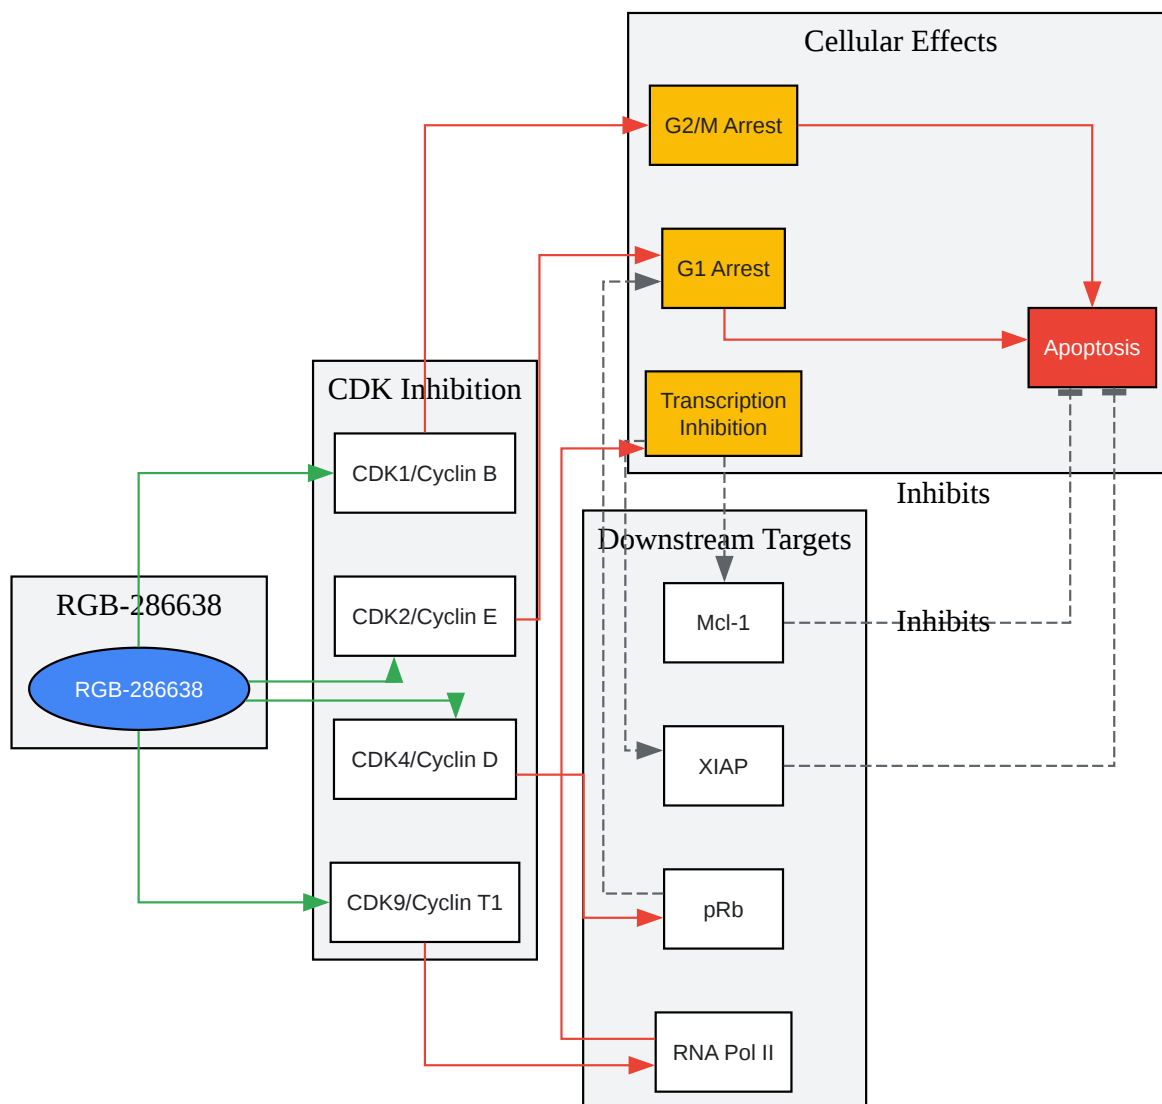 Cellular Effects
G2/M Arrest
G1 Arrest
Apoptosis
Transcription
Inhibition
CDK Inhibition
CDK1/Cyclin B
CDK2/Cyclin E
CDK4/Cyclin D
CDK9/Cyclin T1
RGB-286638
RGB-286638
Inhibits
Inhibits
Downstream Targets
Mcl-1
XIAP
pRb
RNA Pol II